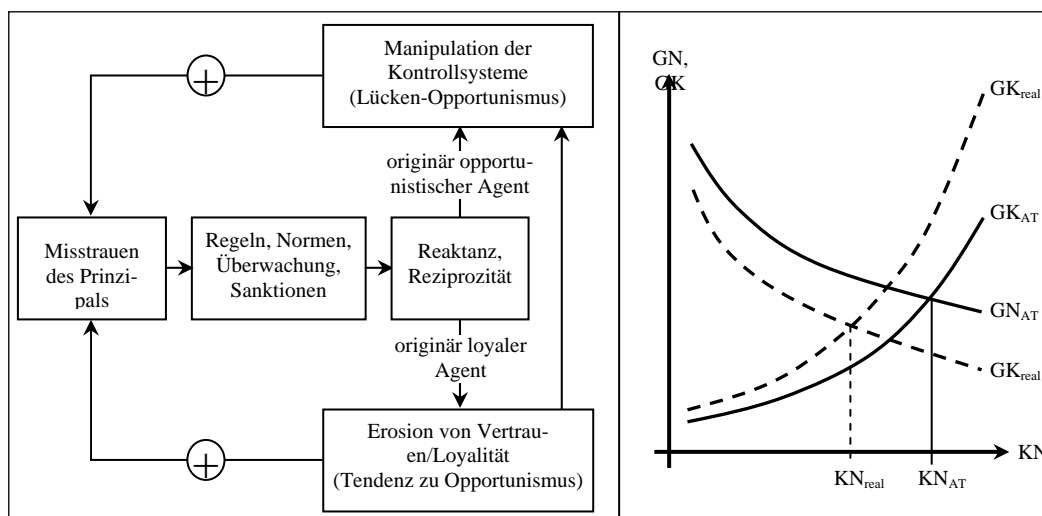 Manipulation der
Kontrollsysteme
(Lücken-Opportunismus)
originär opportu-
nistischer Agent
Misstrauen
des Prinzi-
pals
Regeln, Normen,
Überwachung,
Sanktionen
Reaktanz,
Reziprozität
originär loyaler
Agent
Erosion von Vertrau-
en/Loyalität
(Tendenz zu Opportunismus)
GN,
GK
GKreal
GKAT
GNAT
GKreal
KN
KNreal
KNAT